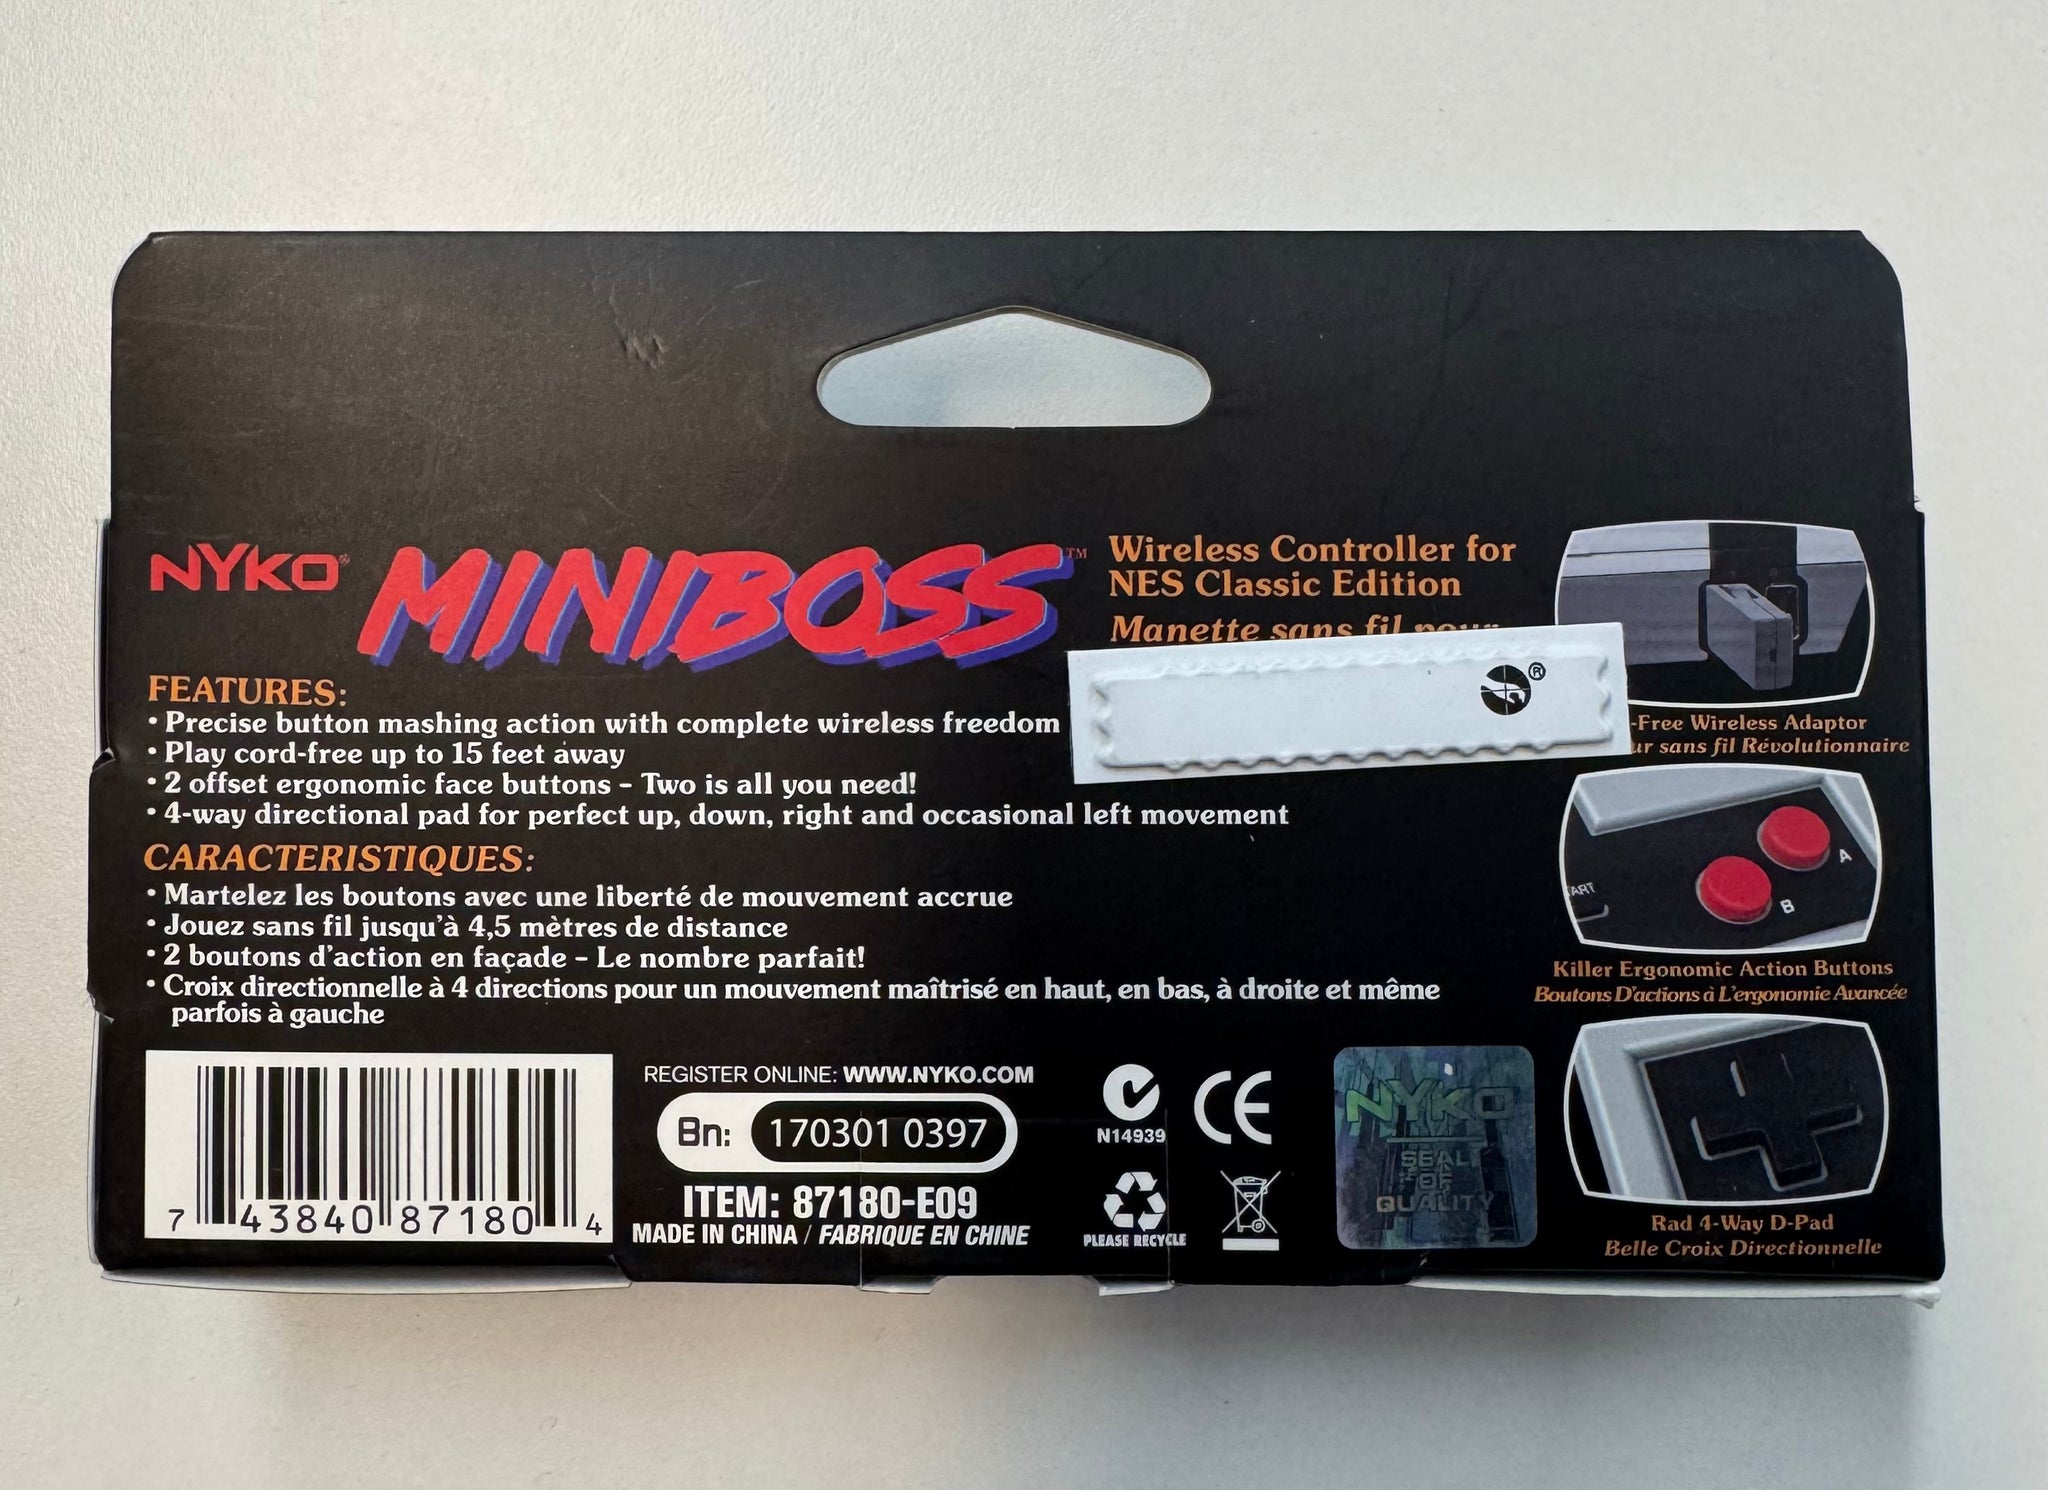 NYKO®
MINIBOSS™
Wireless Controller for
NES Classic Edition
Manette sans fil pour
®
FEATURES:
• Precise button mashing action with complete wireless freedom
• Play cord-free up to 15 feet away
• 2 offset ergonomic face buttons – Two is all you need!
• 4-way directional pad for perfect up, down, right and occasional left movement
CARACTERISTIQUES:
• Martelez les boutons avec une liberté de mouvement accrue
• Jouez sans fil jusqu'à 4,5 mètres de distance
• 2 boutons d'action en façade – Le nombre parfait!
• Croix directionnelle à 4 directions pour un mouvement maîtrisé en haut, en bas, à droite et même
parfois à gauche
-Free Wireless Adaptor
sans fil Révolutionnaire
A
B
Killer Ergonomic Action Buttons
Boutons D'actions à L'ergonomie Avancée
Rad 4-Way D-Pad
Belle Croix Directionnelle
7 43840 87180 4
REGISTER ONLINE: WWW.NYKO.COM
Bn: 170301 0397
ITEM: 87180-E09
MADE IN CHINA / FABRIQUE EN CHINE
N14939
CE
PLEASE RECYCLE
NYKO
SEAL
OF
QUALITY